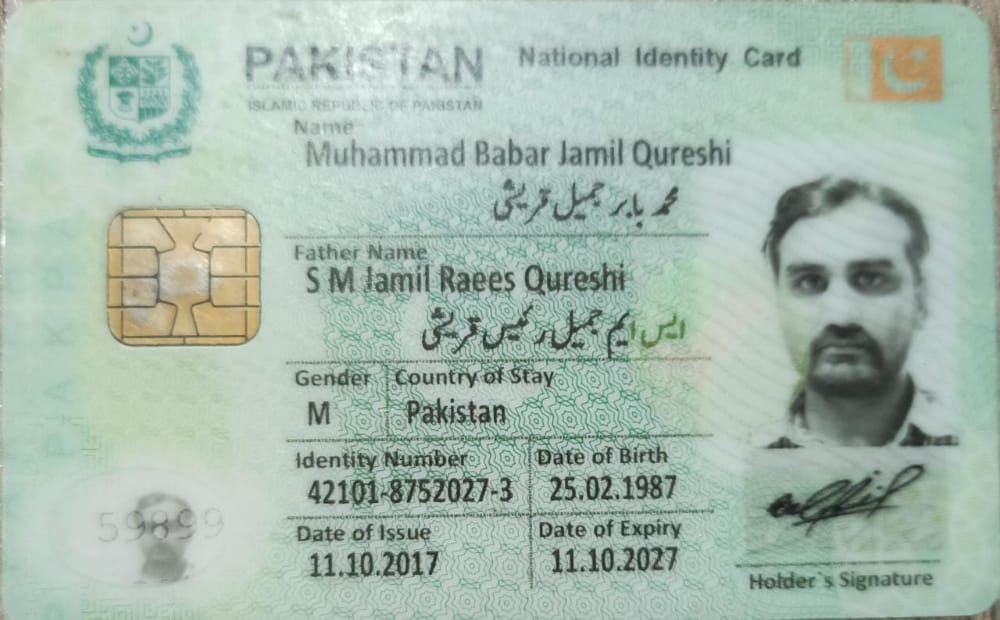 PAKISTAN National Identity Card
ISLAMIC REPUBLIC OF PAKISTAN
Name
Muhammad Babar Jamil Qureshi
محمد بابر جمیل قریشی
Father Name
S M Jamil Raees Qureshi
ایس ایم جمیل رئیس قریشی
Gender Country of Stay
M Pakistan
Identity Number Date of Birth
42101-8752027-3 25.02.1987
Date of Issue Date of Expiry
11.10.2017 11.10.2027
59899
Holder`s Signature